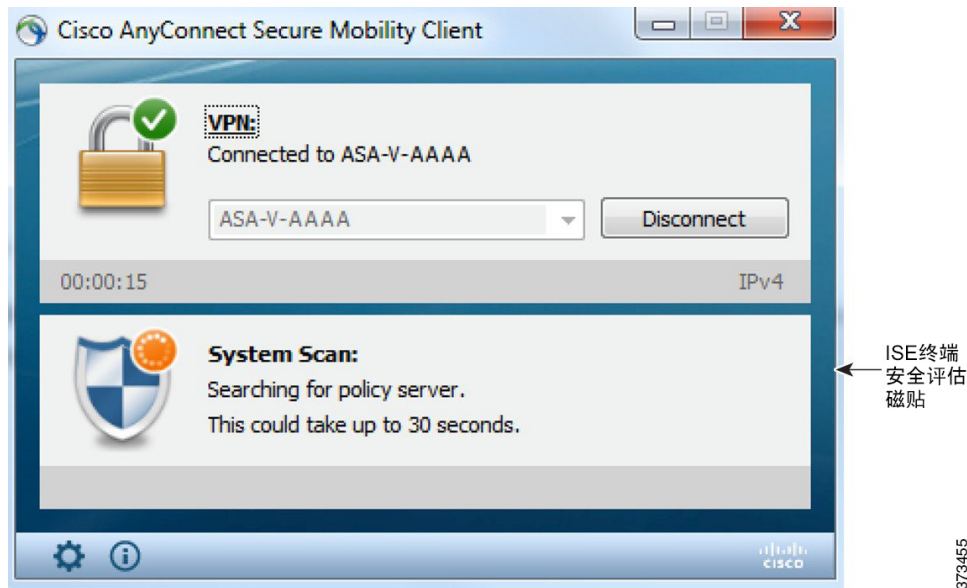 Cisco AnyConnect Secure Mobility Client
VPN:
Connected to ASA-V-AAAA
ASA-V-AAAA
Disconnect
00:00:15
IPv4
System Scan:
Searching for policy server.
This could take up to 30 seconds.
ISE终端
安全评估
磁贴
CISCO
373455